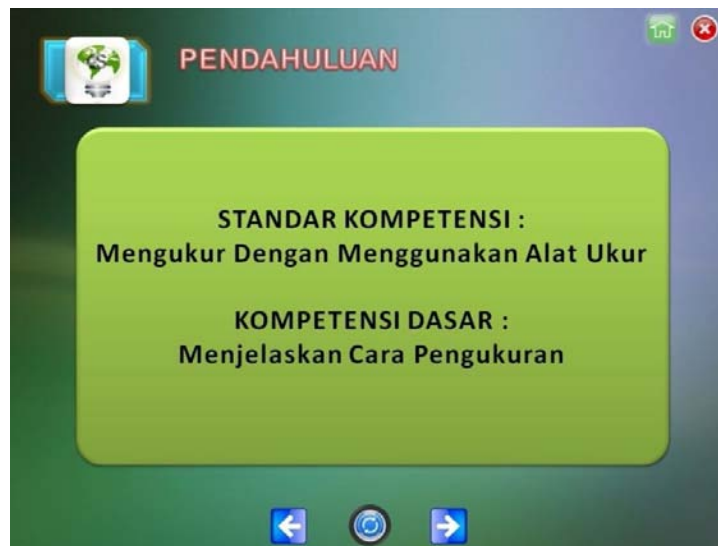 PENDAHULUAN
STANDAR KOMPETENSI :
Mengukur Dengan Menggunakan Alat Ukur
KOMPETENSI DASAR :
Menjelaskan Cara Pengukuran